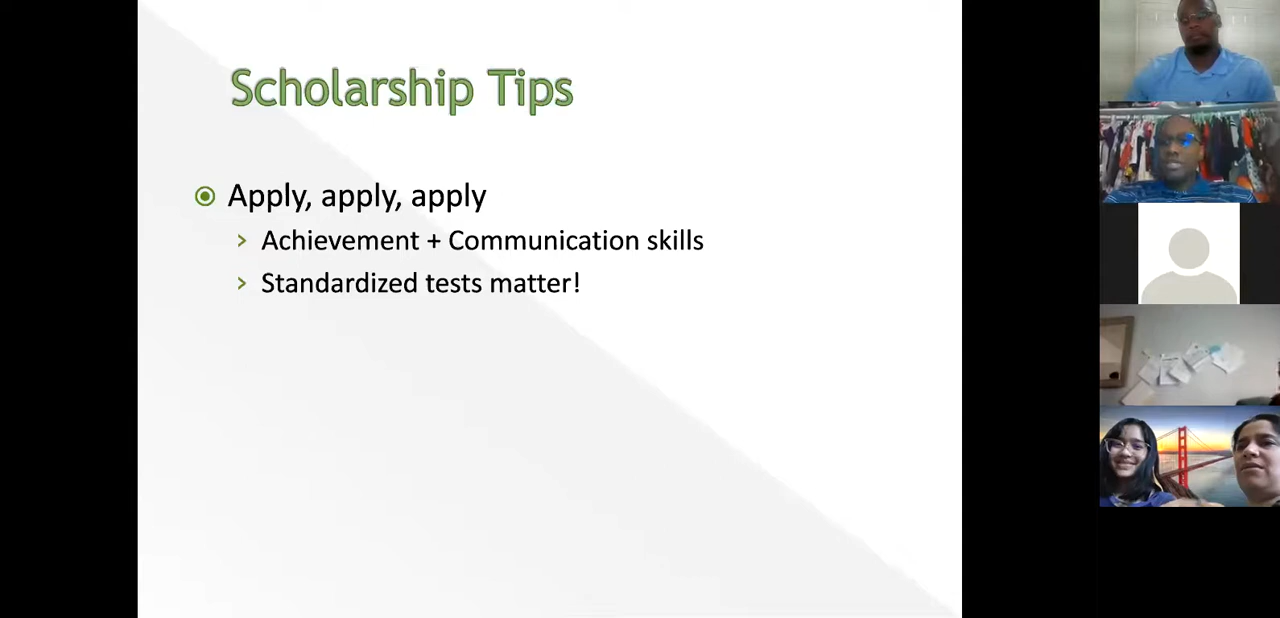 Scholarship Tips
Apply, apply, apply
Achievement + Communication skills
Standardized tests matter!